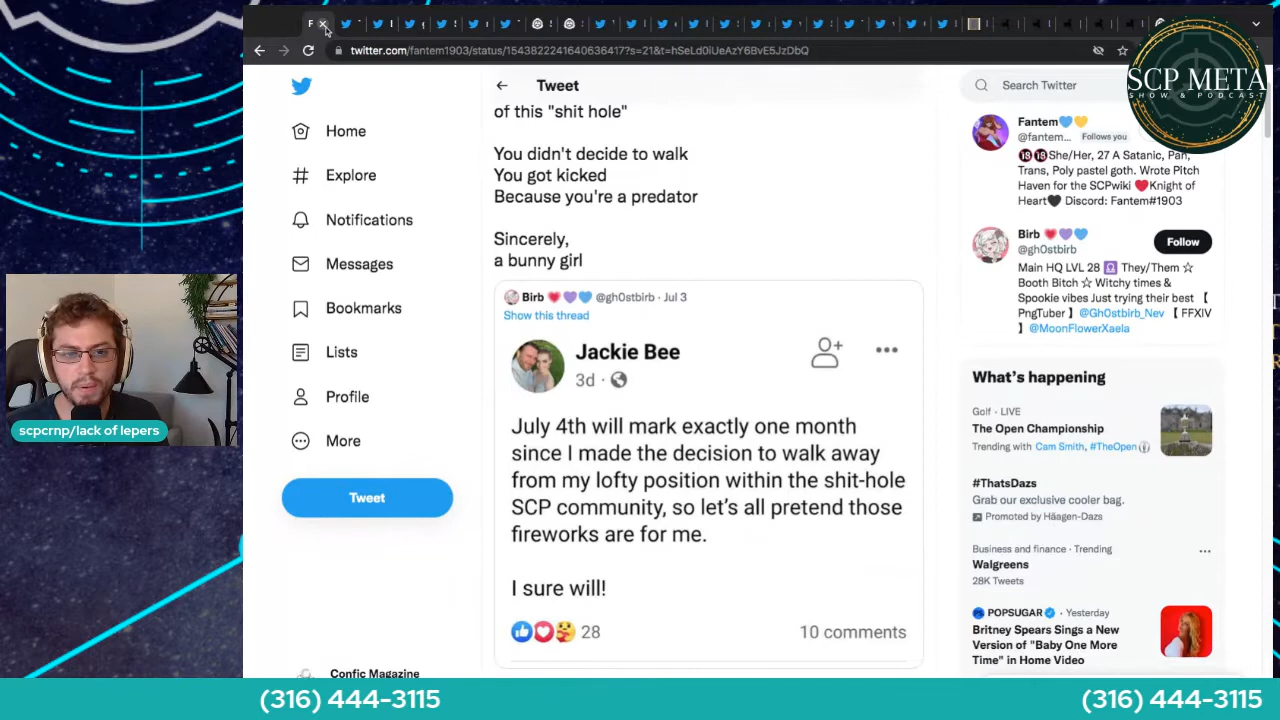 twitter.com/fantem1903/status/1543822241640636417?s=21&t=hSeLd0iUeAzY6BvE5JzDbQ
SCP META
SHOW & PODCAST
Home
Explore
Notifications
Messages
Bookmarks
Lists
Profile
More
Tweet
Confic Magazine
Tweet
of this "shit hole"
You didn't decide to walk
You got kicked
Because you're a predator
Sincerely,
a bunny girl
Birb @gh0stbirb · Jul 3
Show this thread
Jackie Bee
3d ·
July 4th will mark exactly one month
since I made the decision to walk away
from my lofty position within the shit-hole
SCP community, so let's all pretend those
fireworks are for me.
I sure will!
28
10 comments
Search Twitter
Fantem
@fantem... Follows you
She/Her, 27 A Satanic, Pan,
Trans, Poly pastel goth. Wrote Pitch
Haven for the SCPwiki Knight of
Heart Discord: Fantem#1903
Birb
@gh0stbirb
Follow
Main HQ LVL 28 They/Them ☆
Booth Bitch ☆ Witchy times &
Spookie vibes Just trying their best 【
PngTuber 】@Gh0stbirb_Nev 【 FFXIV
】@MoonFlowerXaela
What's happening
Golf · LIVE
The Open Championship
Trending with Cam Smith, #TheOpen
#ThatsDazs
Grab our exclusive cooler bag.
Promoted by Häagen-Dazs
Business and finance · Trending
Walgreens
28K Tweets
POPSUGAR · Yesterday
Britney Spears Sings a New
Version of "Baby One More
Time" in Home Video
scpcrnp/lack of lepers
(316) 444-3115
(316) 444-3115